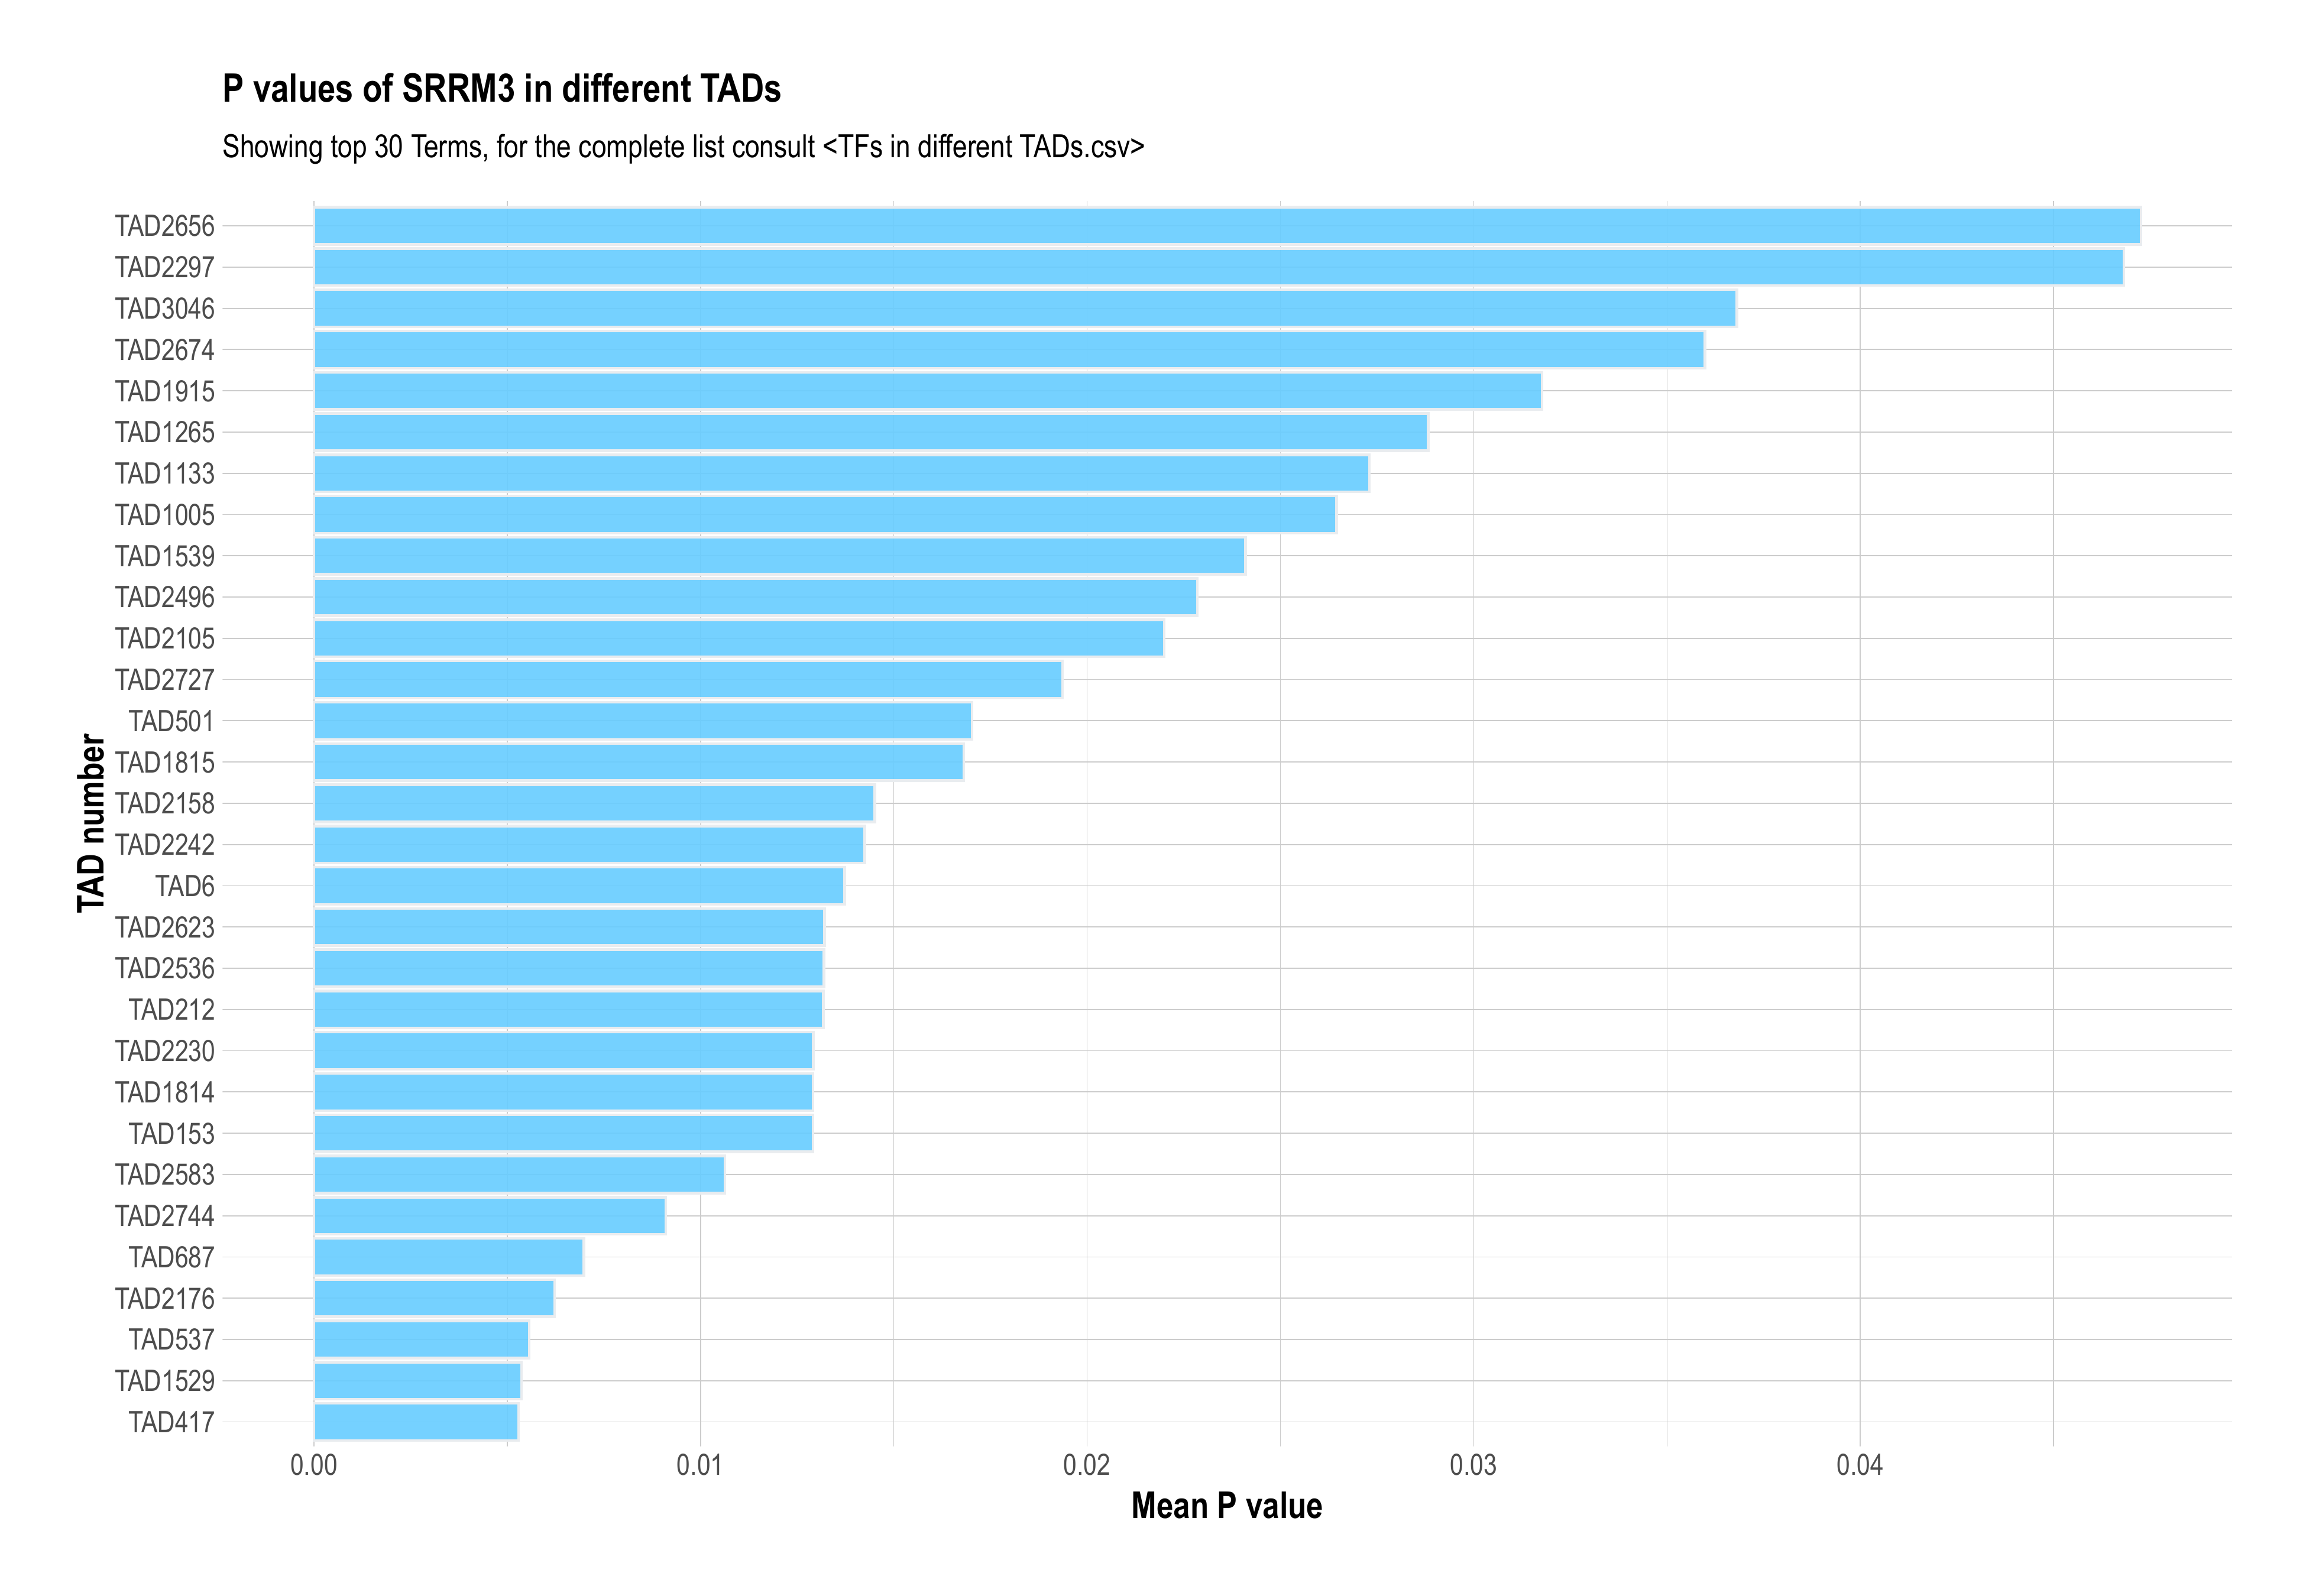 P values of SRRM3 in different TADs
Showing top 30 Terms, for the complete list consult <TFs in different TADs.csv>
TAD number
TAD2656
TAD2297
TAD3046
TAD2674
TAD1915
TAD1265
TAD1133
TAD1005
TAD1539
TAD2496
TAD2105
TAD2727
TAD501
TAD1815
TAD2158
TAD2242
TAD6
TAD2623
TAD2536
TAD212
TAD2230
TAD1814
TAD153
TAD2583
TAD2744
TAD687
TAD2176
TAD537
TAD1529
TAD417
0.00 0.01 0.02 0.03 0.04
Mean P value